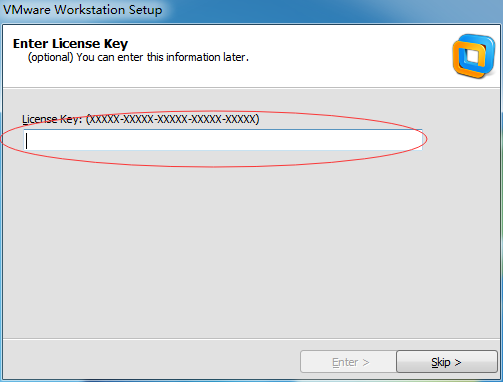 VMware Workstation Setup
Enter License Key
(optional) You can enter this information later.
License Key: (XXXXX-XXXXX-XXXXX-XXXXX-XXXXX)
Enter >
Skip >